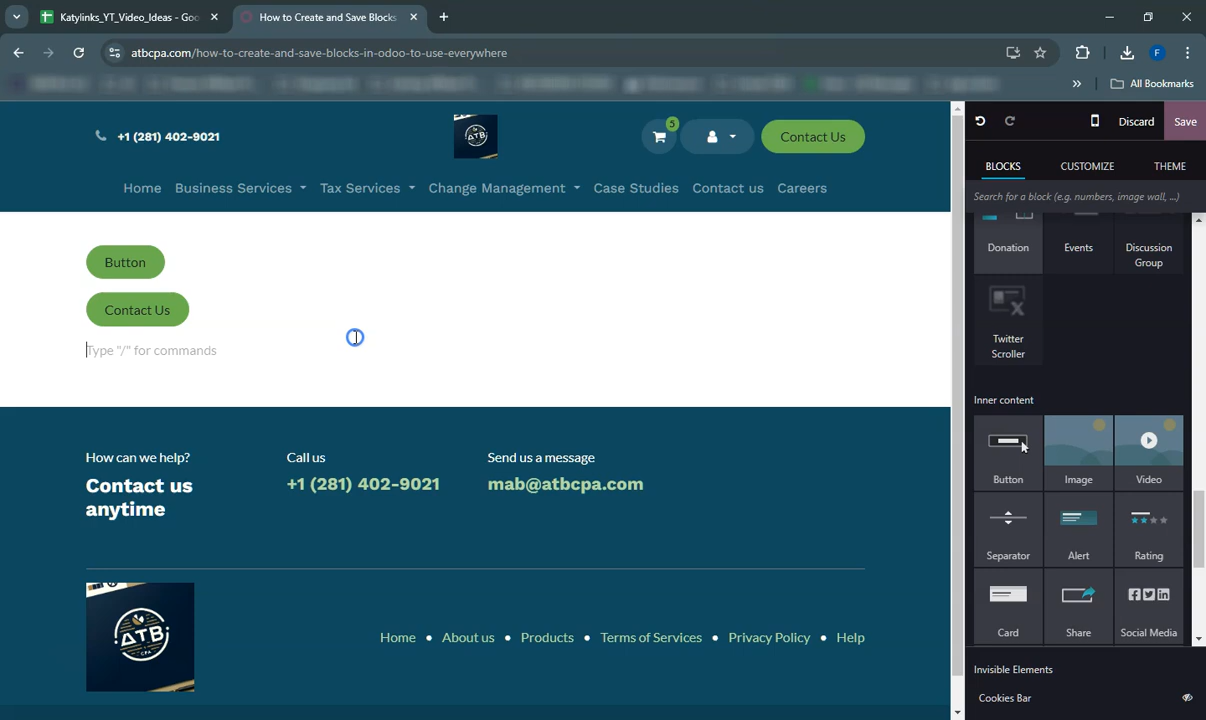 Katylinks_YT_Video_Ideas - Goo
How to Create and Save Blocks
atbcpa.com/how-to-create-and-save-blocks-in-odoo-to-use-everywhere
F
All Bookmarks
+1 (281) 402-9021
ATB
5
Contact Us
Home
Business Services
Tax Services
Change Management
Case Studies
Contact us
Careers
Button
Contact Us
Type "/" for commands
How can we help?
Contact us
anytime
Call us
+1 (281) 402-9021
Send us a message
mab@atbcpa.com
ATB
CPA
Home • About us • Products • Terms of Services • Privacy Policy • Help
Discard
Save
BLOCKS
CUSTOMIZE
THEME
Search for a block (e.g. numbers, image wall, ...)
Donation
Events
Discussion
Group
Twitter
Scroller
Inner content
Button
Image
Video
Separator
Alert
Rating
Card
Share
Social Media
Invisible Elements
Cookies Bar